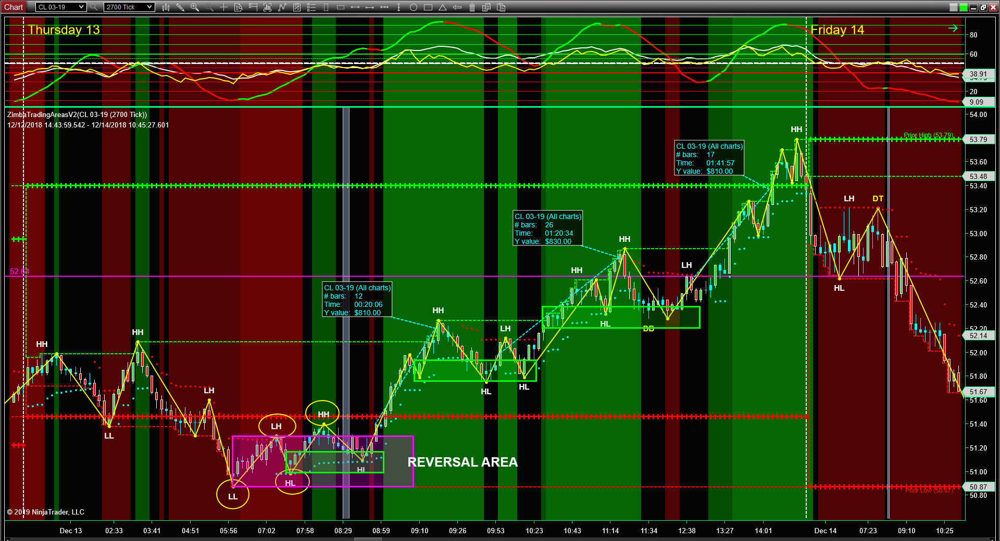 Chart CL 03-19 2700 Tick
Thursday 13
Friday 14
80
60
38.91
20
9.09
ZimbaTradingAreasV2(CL 03-19 (2700 Tick))
12/12/2018 14:43:59.542 - 12/14/2018 10:45:27.601
54.00
HH
Prior High (53.79)
53.79
CL 03-19 (All charts)
# bars: 17
Time: 01:41:57
Y value: $810.00
53.60
53.48
53.40
LH
DT
53.20
CL 03-19 (All charts)
# bars: 26
Time: 01:20:34
Y value: $830.00
53.00
HH
52.80
HH
LH
52.64
52.60
HL
CL 03-19 (All charts)
# bars: 12
Time: 00:20:06
Y value: $810.00
52.40
HH
HL
DB
LH
52.20
HH
HH
52.14
52.00
HL
HL
LH
51.80
51.67
51.60
HH
LH
LL
51.40
51.20
REVERSAL AREA
HL
51.00
HL
50.87
Prior Low (50.87)
50.80
LL
© 2019 NinjaTrader, LLC
Dec 13 02:33 03:41 04:51 05:56 07:02 07:58 08:29 08:59 09:10 09:26 09:53 10:23 10:43 11:14 11:34 12:38 13:27 14:01 Dec 14 07:23 09:10 10:25